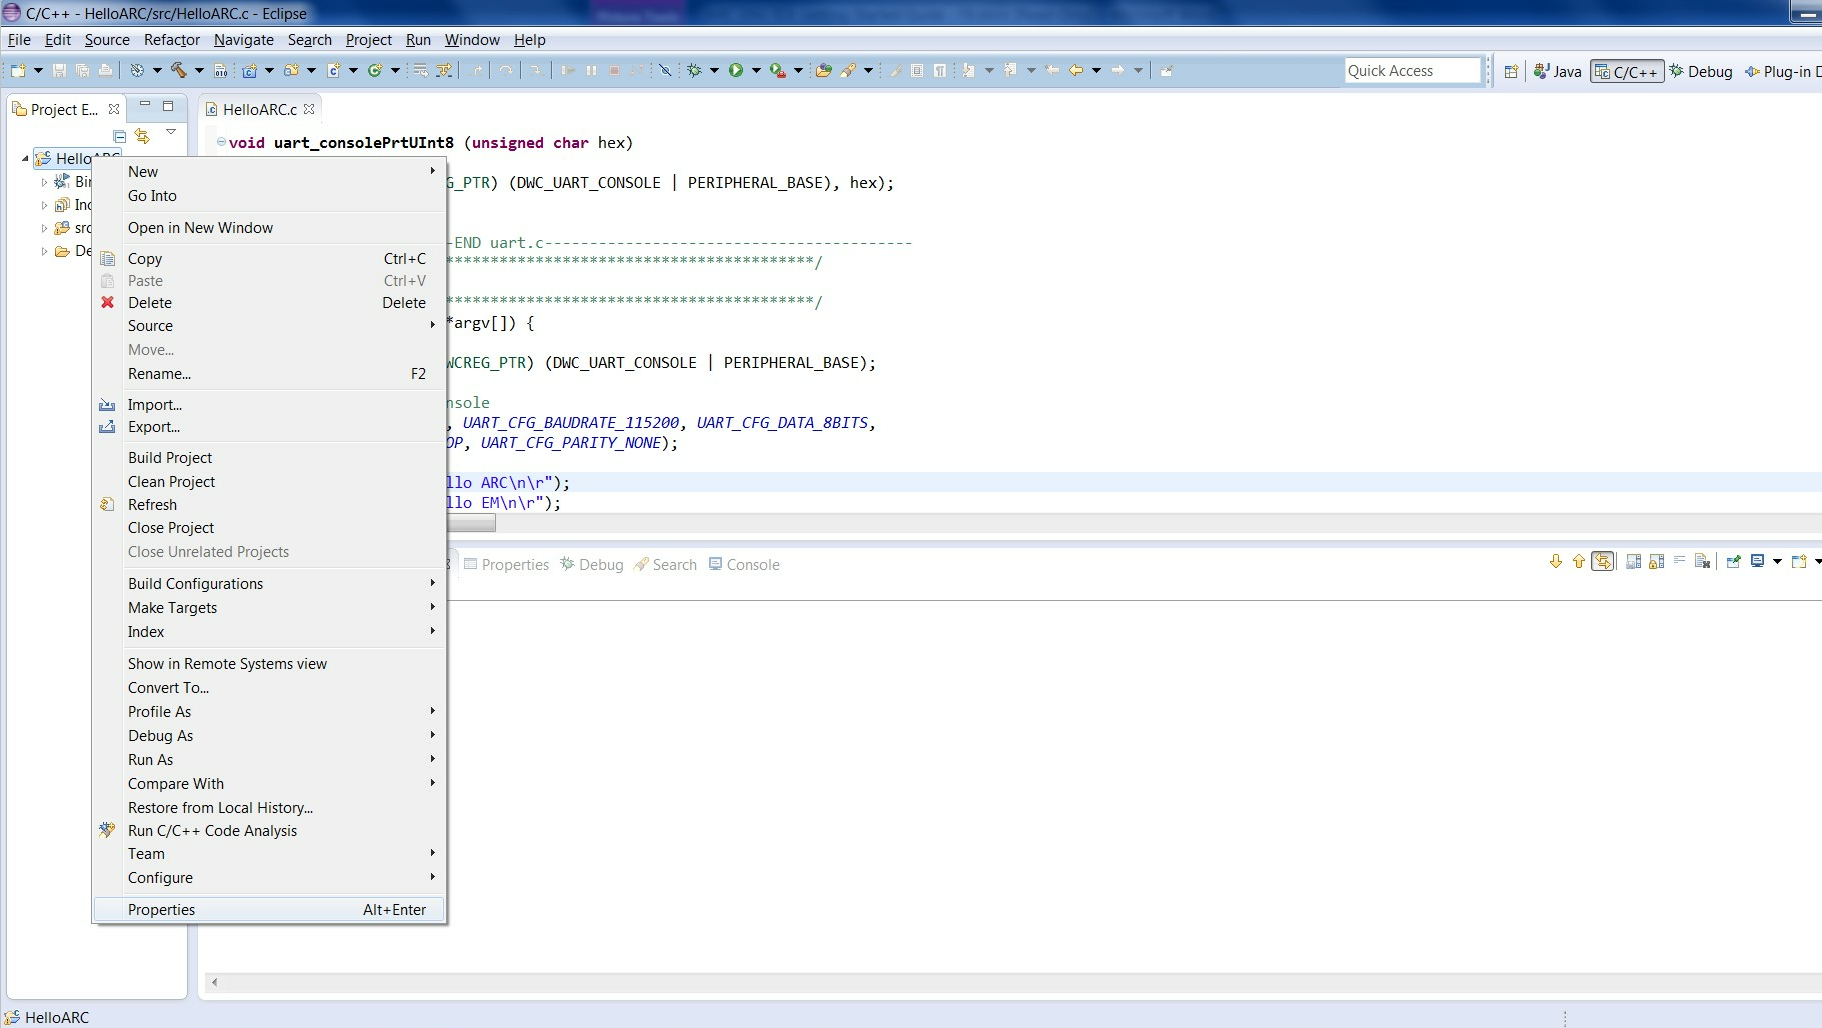 C/C++ - HelloARC/src/HelloARC.c - Eclipse
File Edit Source Refactor Navigate Search Project Run Window Help
Quick Access Java C/C++ Debug Plug-in D
Project E...
HelloARC.c
HelloARC
Bin
Inc
src
De
void uart_consolePrtUInt8 (unsigned char hex)
G_PTR) (DWC_UART_CONSOLE | PERIPHERAL_BASE), hex);
-END uart.c-----------------------------------------
*****************************************/
*****************************************/
*argv[]) {
WCREG_PTR) (DWC_UART_CONSOLE | PERIPHERAL_BASE);
nsole
, UART_CFG_BAUDRATE_115200, UART_CFG_DATA_8BITS,
OP, UART_CFG_PARITY_NONE);
llo ARC\n\r");
llo EM\n\r");
New
Go Into
Open in New Window
Copy Ctrl+C
Paste Ctrl+V
Delete Delete
Source
Move...
Rename... F2
Import...
Export...
Build Project
Clean Project
Refresh
Close Project
Close Unrelated Projects
Build Configurations
Make Targets
Index
Show in Remote Systems view
Convert To...
Profile As
Debug As
Run As
Compare With
Restore from Local History...
Run C/C++ Code Analysis
Team
Configure
Properties Alt+Enter
Properties Debug Search Console
HelloARC